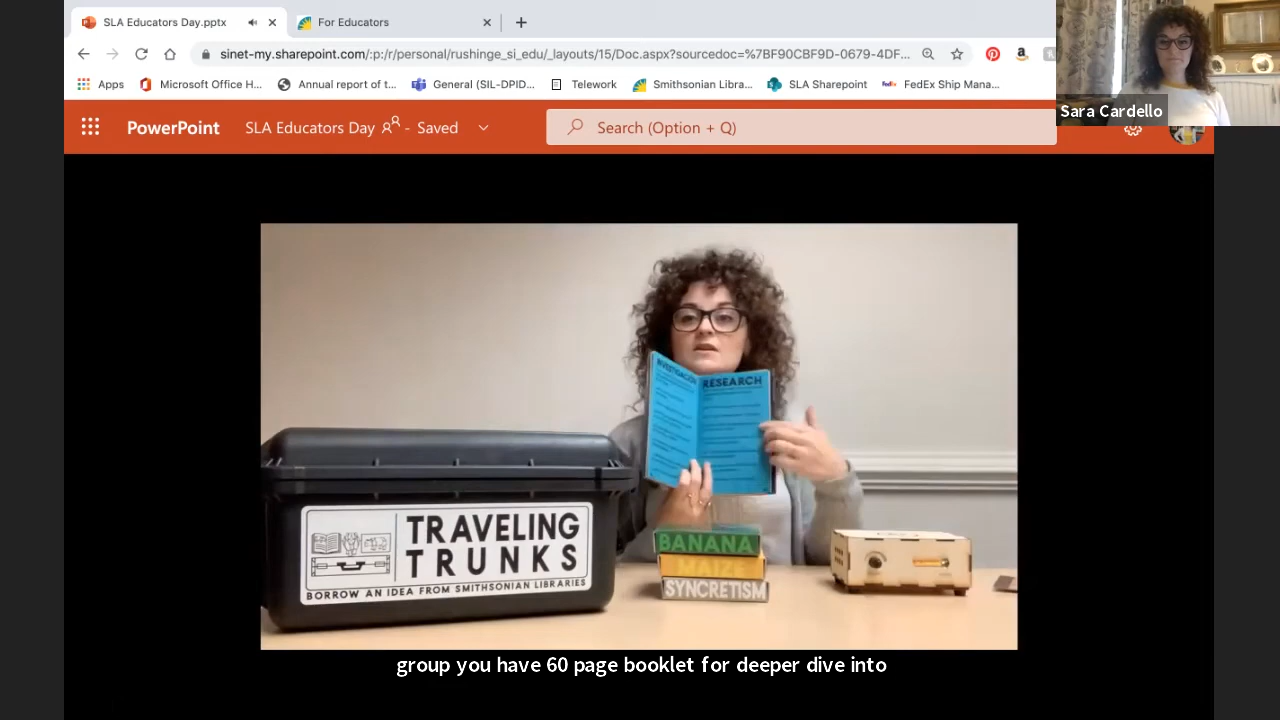 SLA Educators Day.pptx
For Educators
sinet-my.sharepoint.com/:p:/r/personal/russellge_si_edu/_layouts/15/Doc.aspx?sourcedoc=%7BF90CBF9D-0679-4DF...
Apps
Microsoft Office H...
Annual report of t...
General (SIL-DPID...
Telework
Smithsonian Libra...
SLA Sharepoint
FedEx Ship Mana...
Sara Cardello
PowerPoint
SLA Educators Day
- Saved
Search (Option + Q)
INVESTIGACIÓN
RESEARCH
TRAVELING
TRUNKS
BORROW AN IDEA FROM SMITHSONIAN LIBRARIES
BANANA
MAIZE
SYNCRETISM
group you have 60 page booklet for deeper dive into